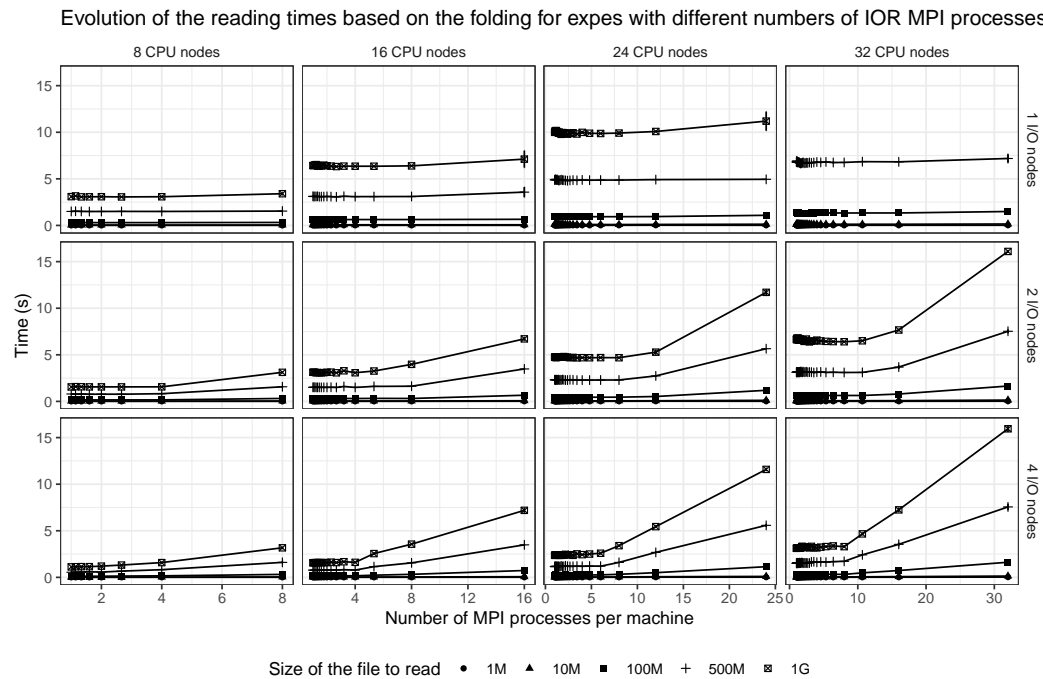 Evolution of the reading times based on the folding for expes with different numbers of IOR MPI processes
8 CPU nodes
16 CPU nodes
24 CPU nodes
32 CPU nodes
15
10
5
0
1 I/O nodes
15
10
5
0
2 I/O nodes
15
10
5
0
4 I/O nodes
Time (s)
2 4 6 8
4 8 12 16
0 5 10 15 20 25
0 10 20 30
Number of MPI processes per machine
Size of the file to read 1M 10M 100M 500M 1G